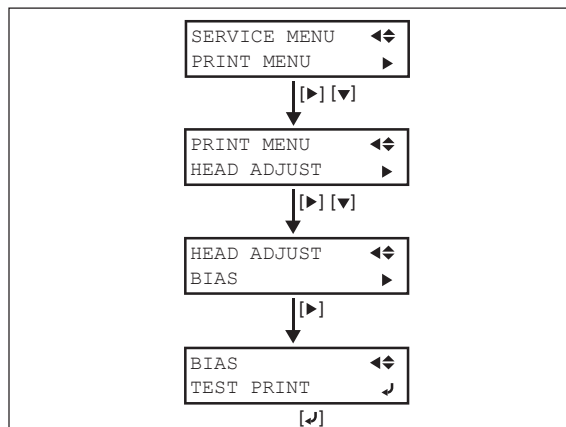 SERVICE MENU ◀◆
PRINT MENU ▶
[▶] [▼]
PRINT MENU ◀◆
HEAD ADJUST ▶
[▶] [▼]
HEAD ADJUST ◀◆
BIAS ▶
[▶]
BIAS ◀◆
TEST PRINT ↵
[↵]